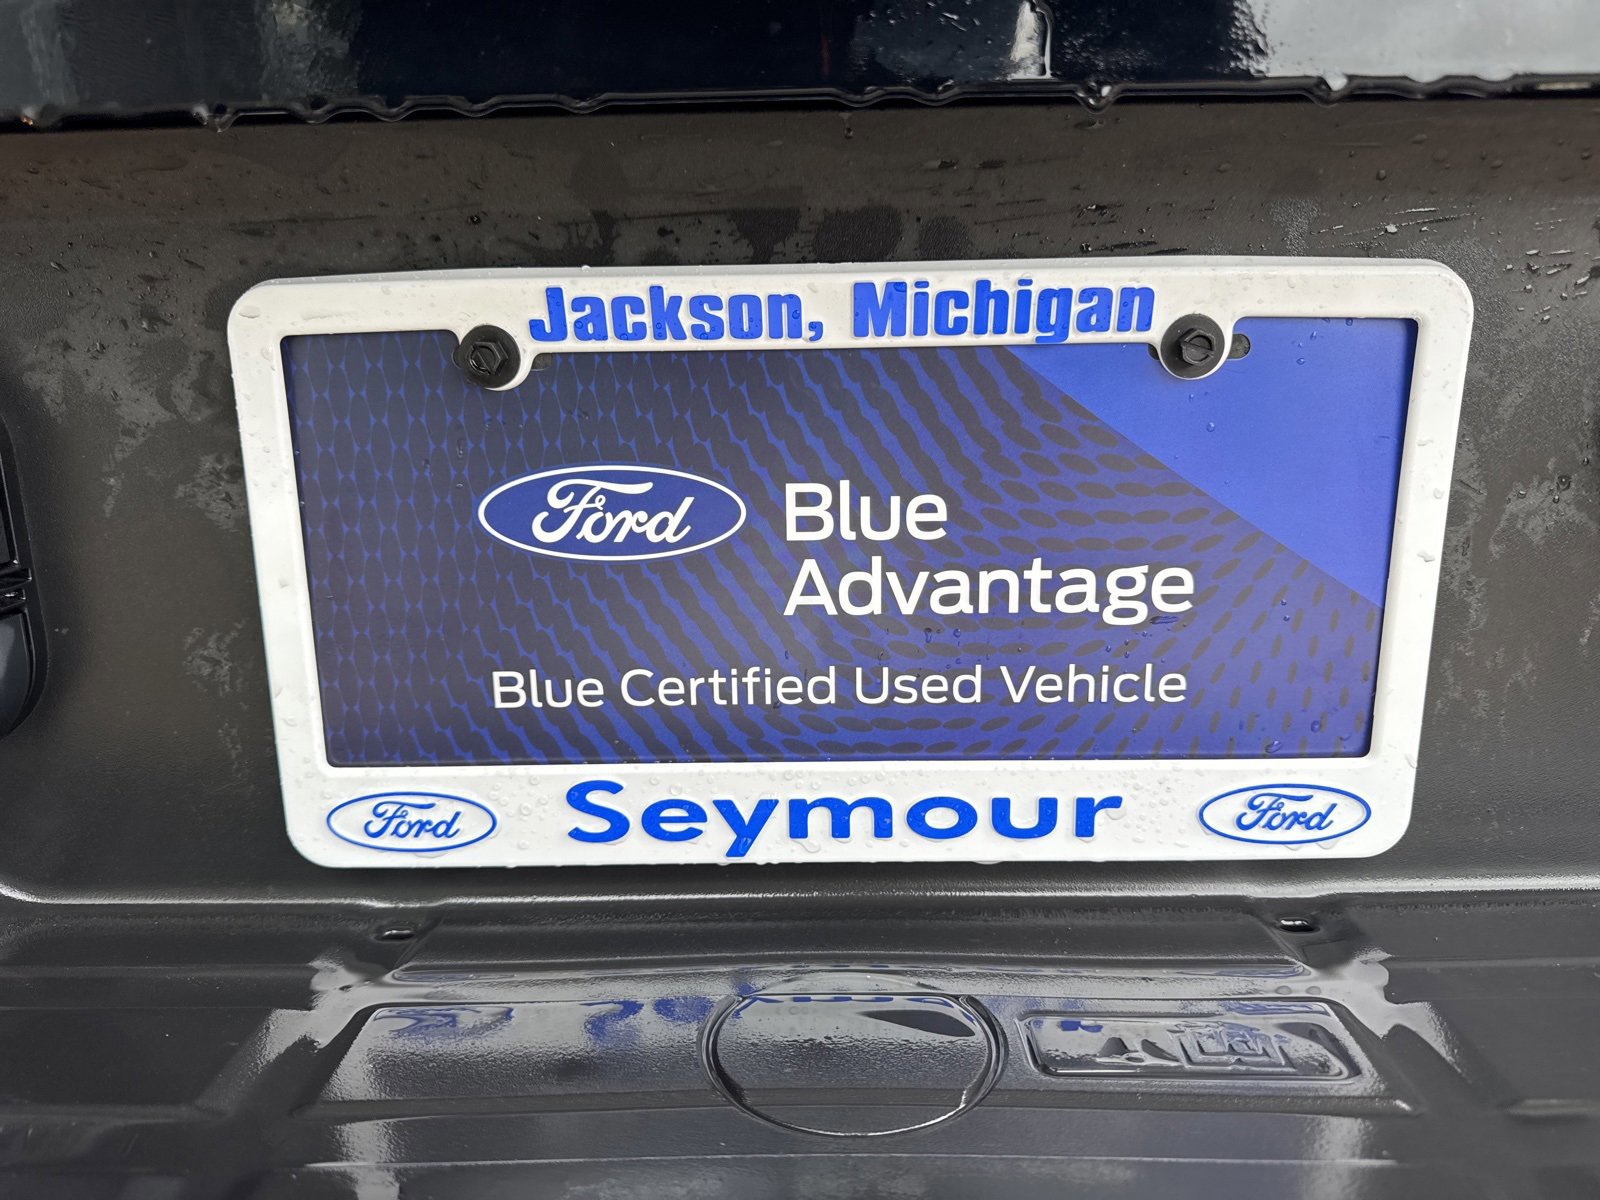 Jackson, Michigan
Ford Blue
Advantage
Blue Certified Used Vehicle
Ford Seymour Ford